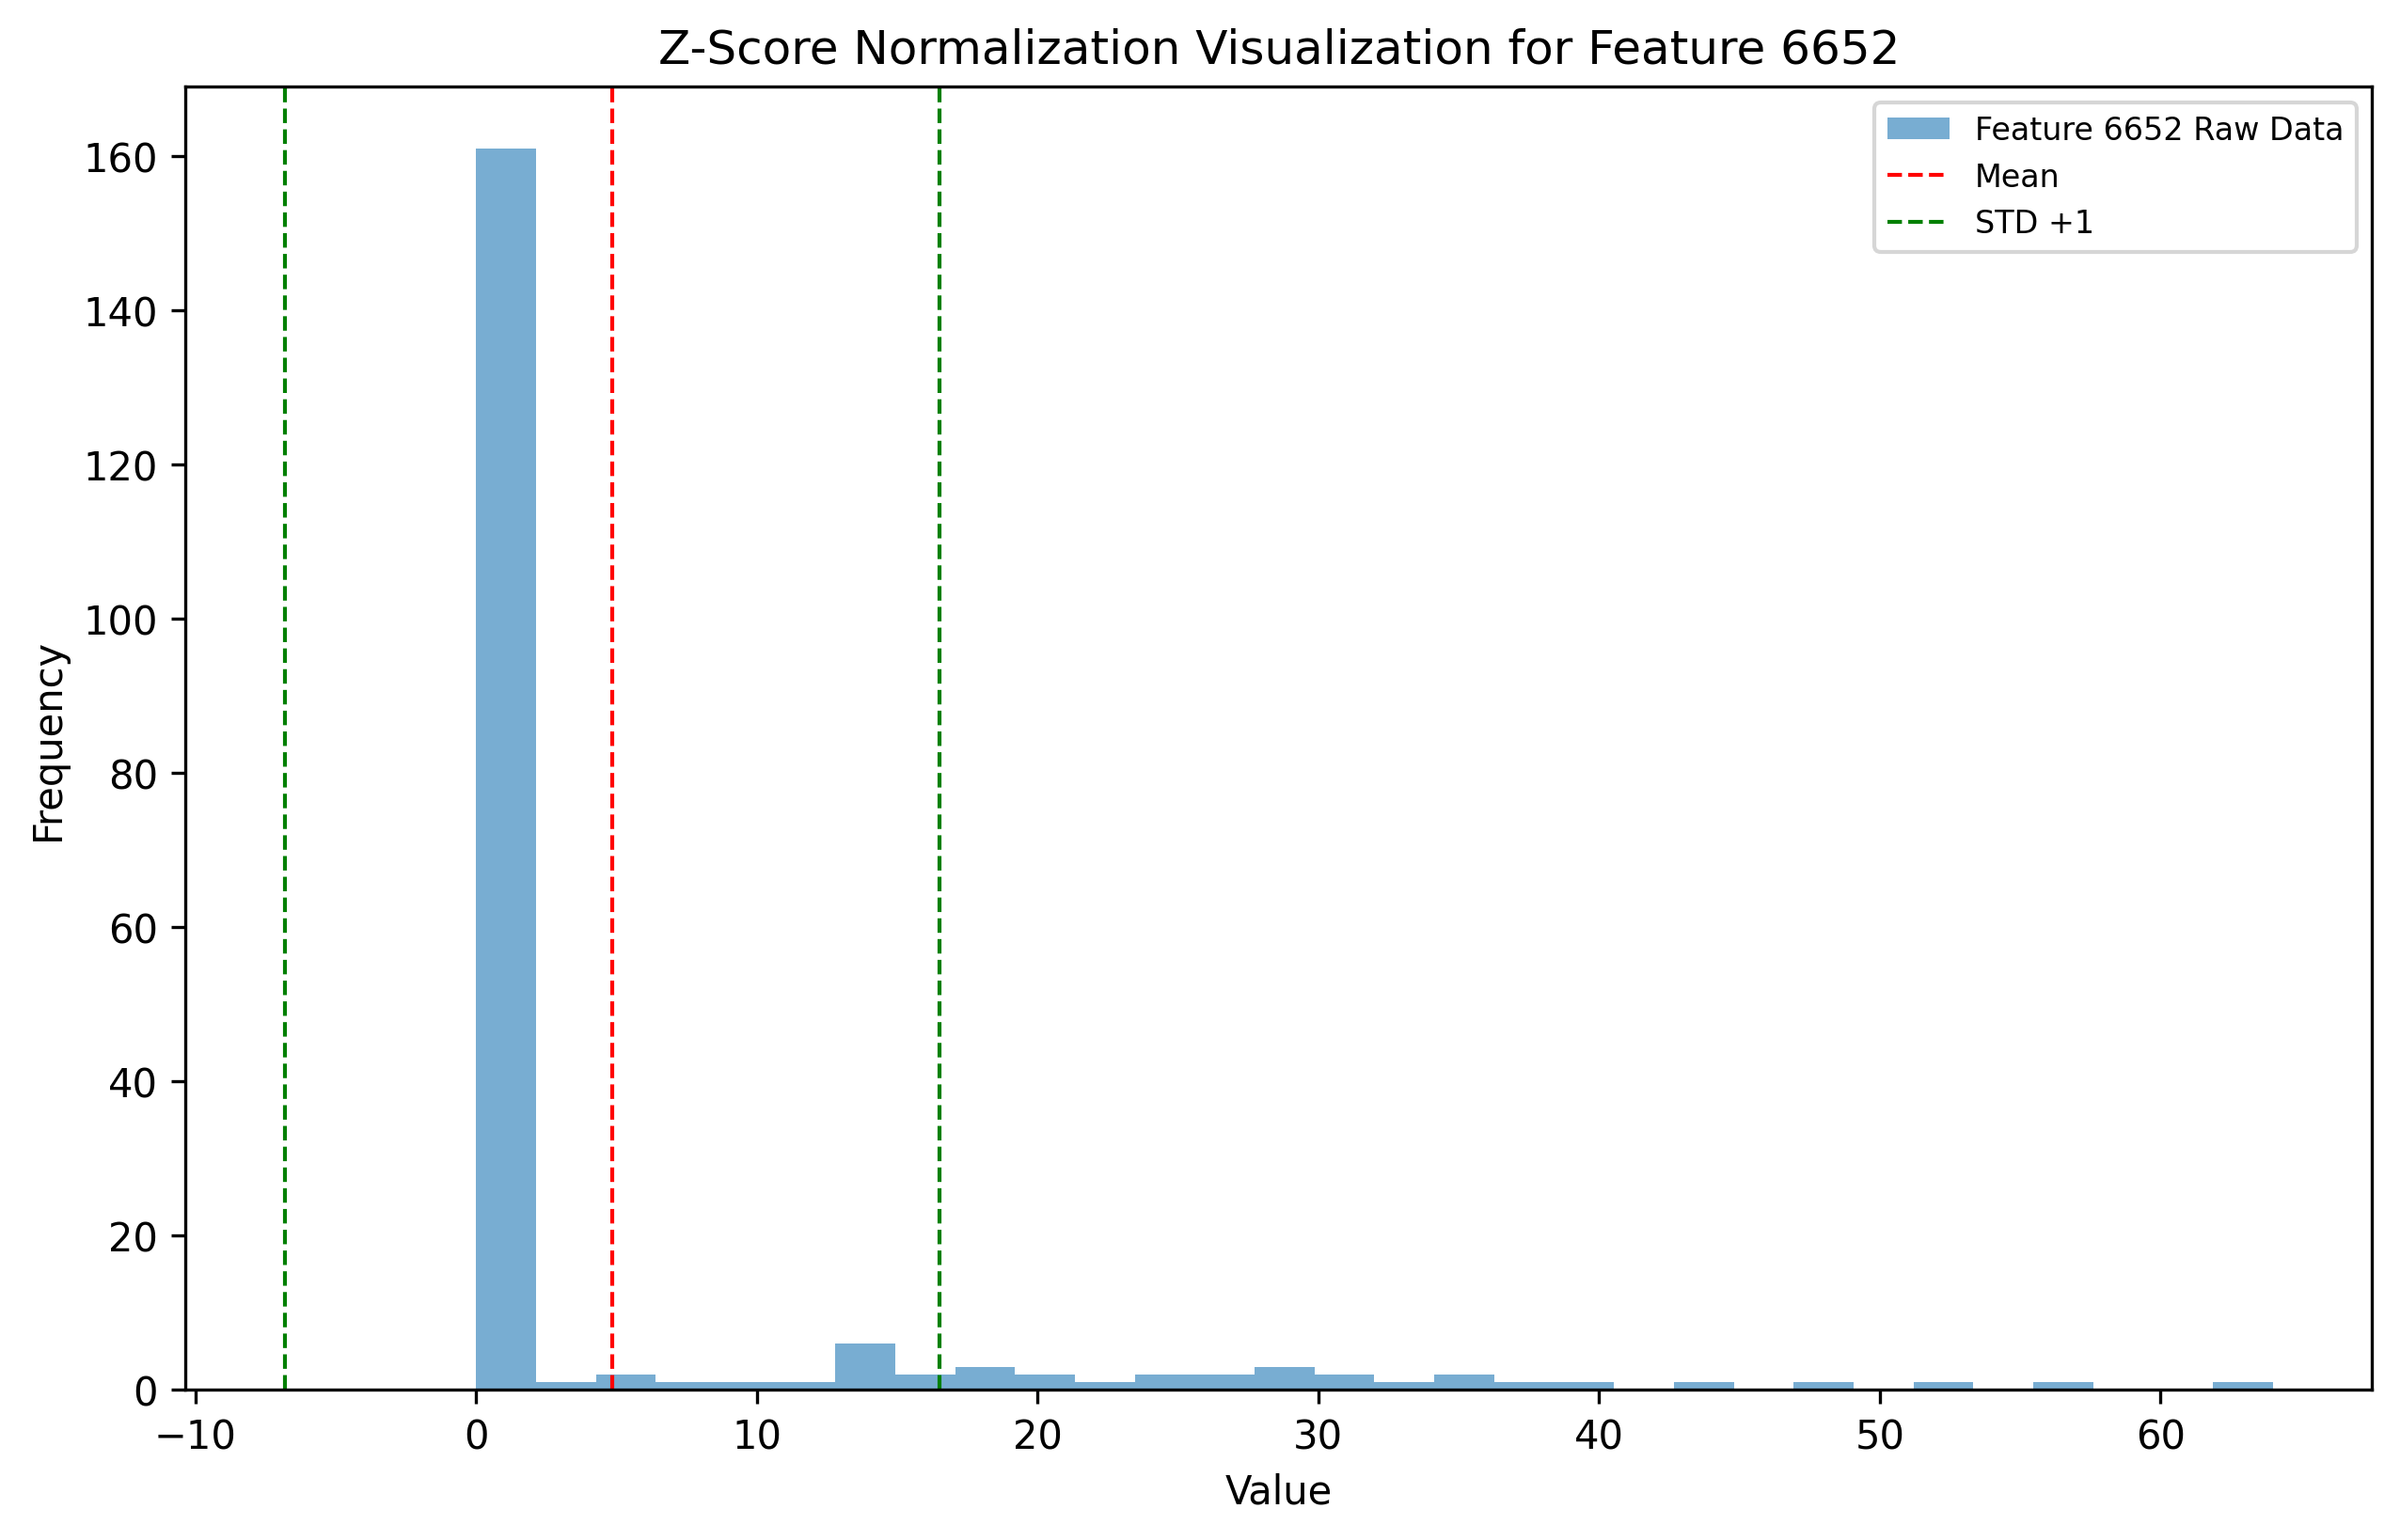 Z-Score Normalization Visualization for Feature 6652
Feature 6652 Raw Data
Mean
STD +1
160
140
120
100
80
60
40
20
0
Frequency
−10 0 10 20 30 40 50 60
Value